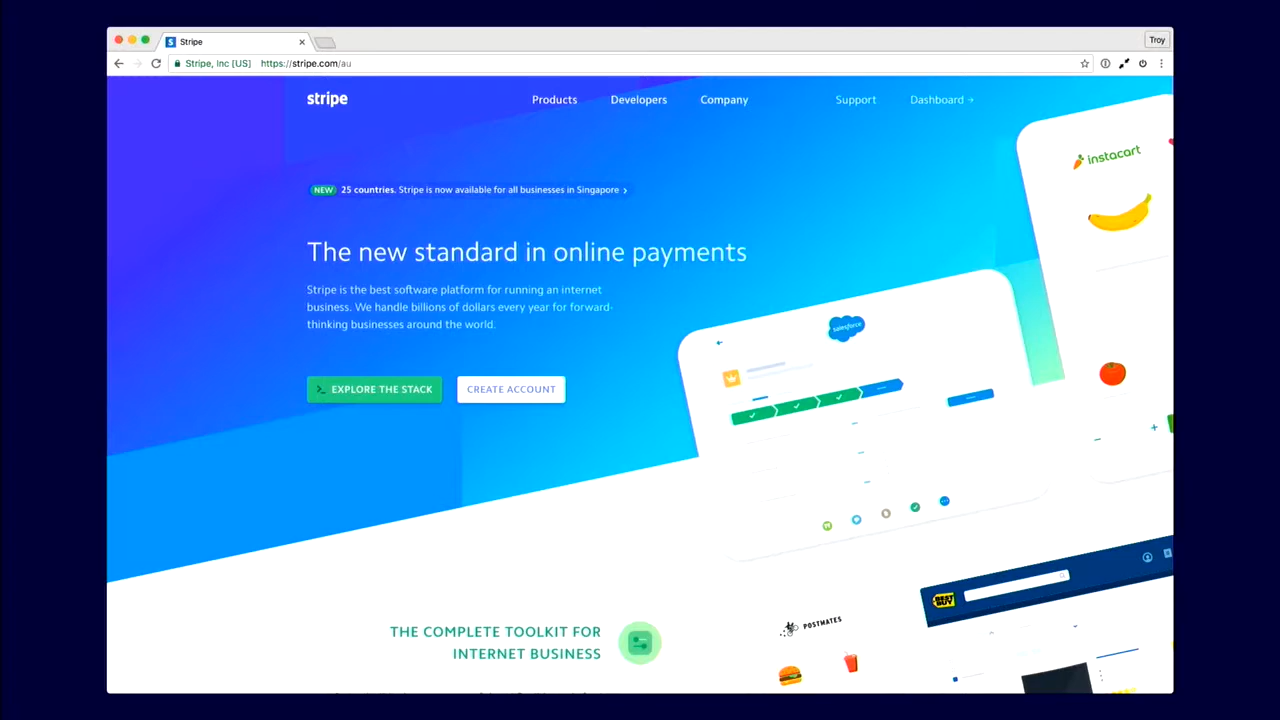 Stripe
Troy
Stripe, Inc [US] https://stripe.com/au
stripe
Products Developers Company Support Dashboard →
NEW 25 countries. Stripe is now available for all businesses in Singapore ›
The new standard in online payments
Stripe is the best software platform for running an internet
business. We handle billions of dollars every year for forward-
thinking businesses around the world.
EXPLORE THE STACK CREATE ACCOUNT
instacart
salesforce
THE COMPLETE TOOLKIT FOR
INTERNET BUSINESS
POSTMATES
BEST
BUY